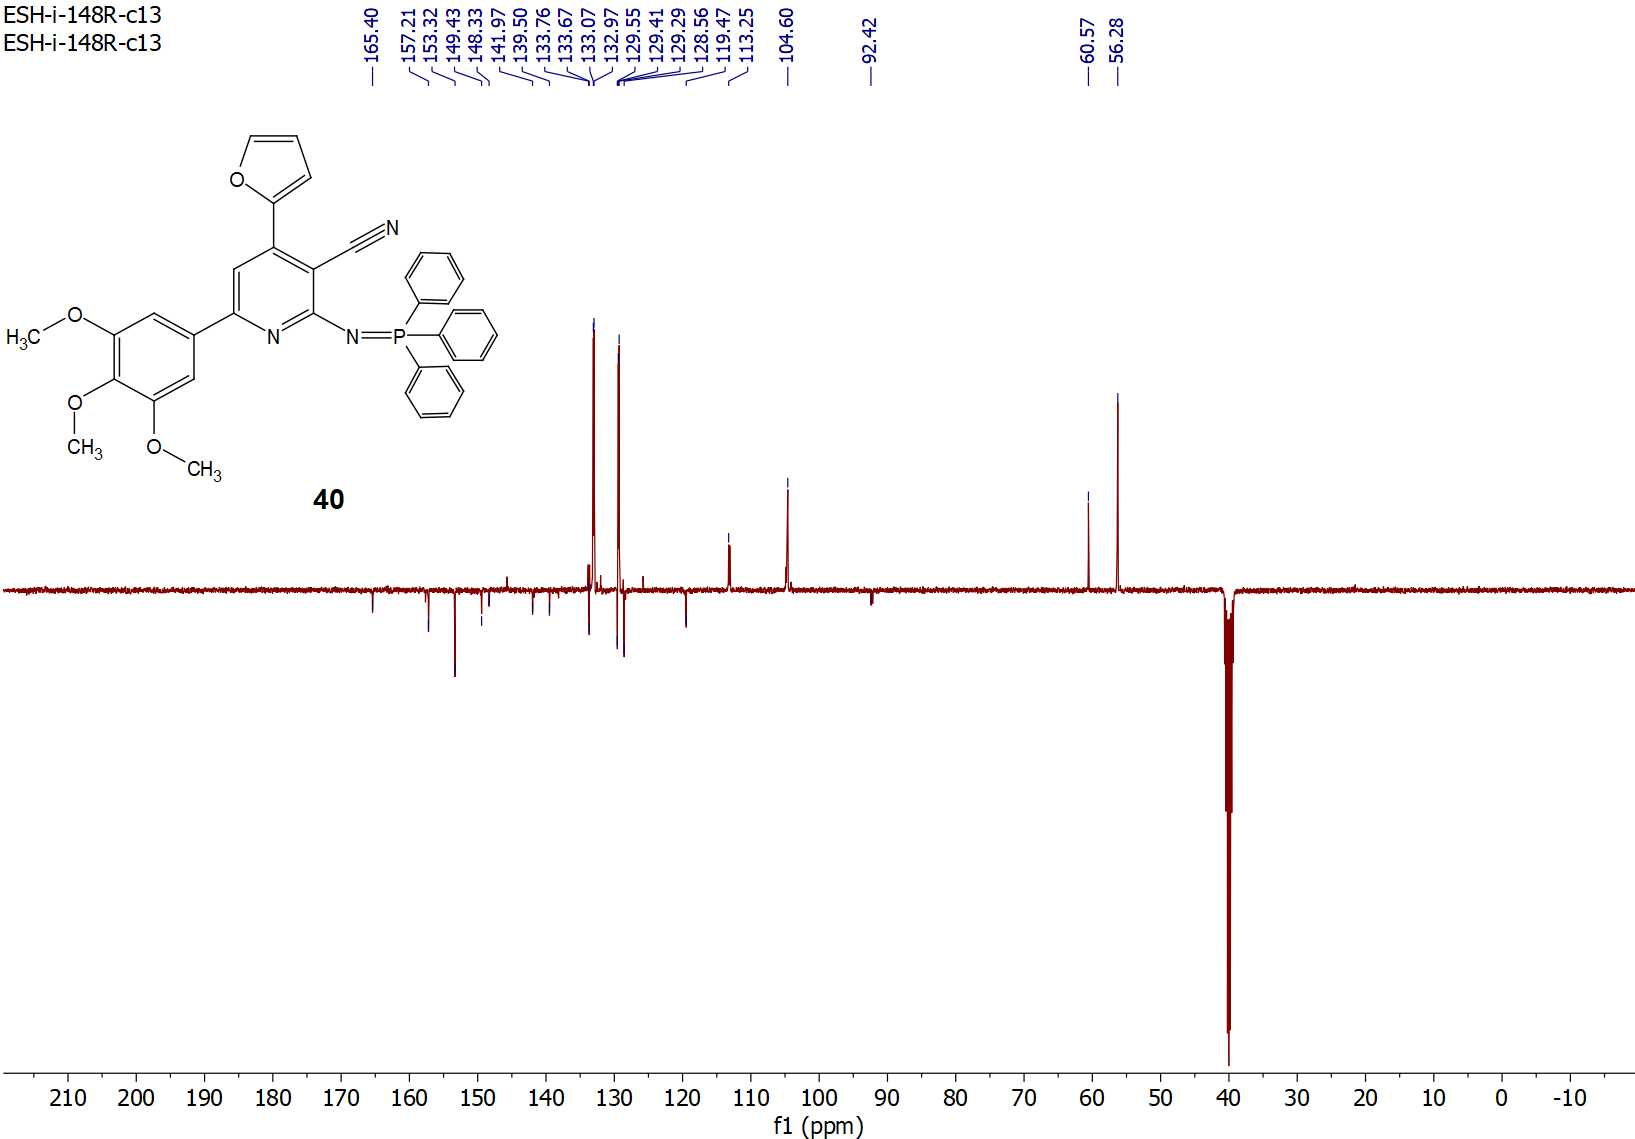 ESH-i-148R-c13
ESH-i-148R-c13
165.40
157.21
153.32
149.43
148.33
141.97
139.50
133.76
133.67
133.07
132.97
129.55
129.41
129.29
128.56
119.47
113.25
104.60
92.42
60.57
56.28
O
N
H₃C
O
N
N
P
O
CH₃
O
CH₃
40
210 200 190 180 170 160 150 140 130 120 110 100 90 80 70 60 50 40 30 20 10 0 -10
f1 (ppm)